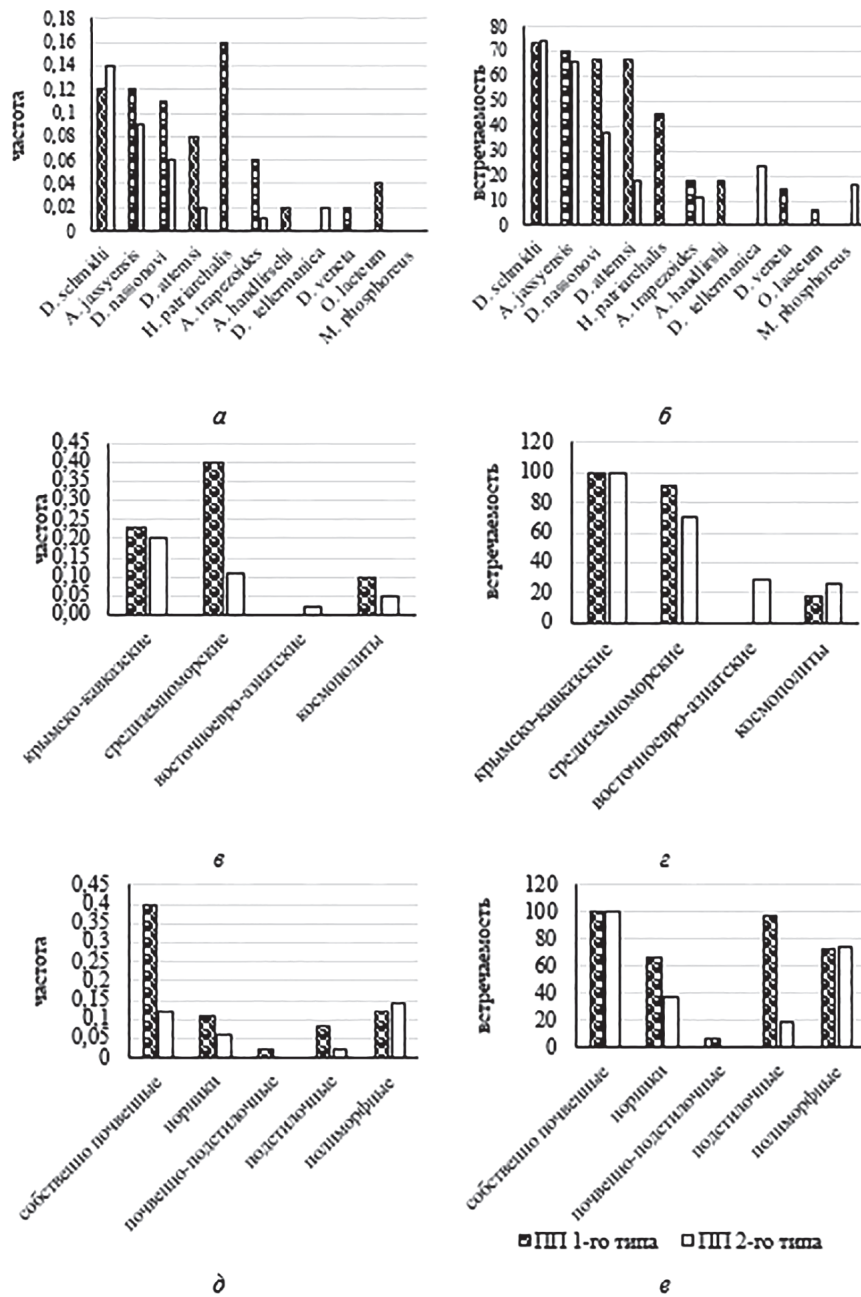 0,18
0,16
0,14
0,12
0,1
0,08
0,06
0,04
0,02
0
частота
D. schmidti
A. jassyensis
D. nassonovi
D. attemsi
H. patriarchalis
A. trapezoides
A. handlirschi
D. tellermanica
D. veneta
O. lacteum
M. phosphoreus
а
80
70
60
50
40
30
20
10
0
встречаемость
D. schmidti
A. jassyensis
D. nassonovi
D. attemsi
H. patriarchalis
A. trapezoides
A. handlirshi
D. tellermanica
D. veneta
O. lacteum
M. phosphoreus
б
0,45
0,40
0,35
0,30
0,25
0,20
0,15
0,10
0,05
0,00
частота
крымско-кавказские
средиземноморские
восточноевро-азиатские
космополиты
в
120
100
80
60
40
20
0
встречаемость
крымско-кавказские
средиземноморские
восточноевро-азиатские
космополиты
г
0,45
0,4
0,35
0,3
0,25
0,2
0,15
0,1
0,05
0
частота
собственно почвенные
норники
почвенно-подстилочные
подстилочные
полиморфные
д
120
100
80
60
40
20
0
встречаемость
собственно почвенные
норники
почвенно-подстилочные
подстилочные
полиморфные
ПП 1-го типа ПП 2-го типа
е